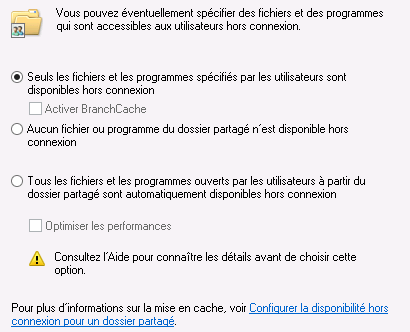 Vous pouvez éventuellement spécifier des fichiers et des programmes
qui sont accessibles aux utilisateurs hors connexion.
Seuls les fichiers et les programmes spécifiés par les utilisateurs sont
disponibles hors connexion
Activer BranchCache
Aucun fichier ou programme du dossier partagé n'est disponible hors
connexion
Tous les fichiers et les programmes ouverts par les utilisateurs à partir du
dossier partagé sont automatiquement disponibles hors connexion
Optimiser les performances
Consultez l'Aide pour connaître les détails avant de choisir cette
option.
Pour plus d'informations sur la mise en cache, voir Configurer la disponibilité hors
connexion pour un dossier partagé.